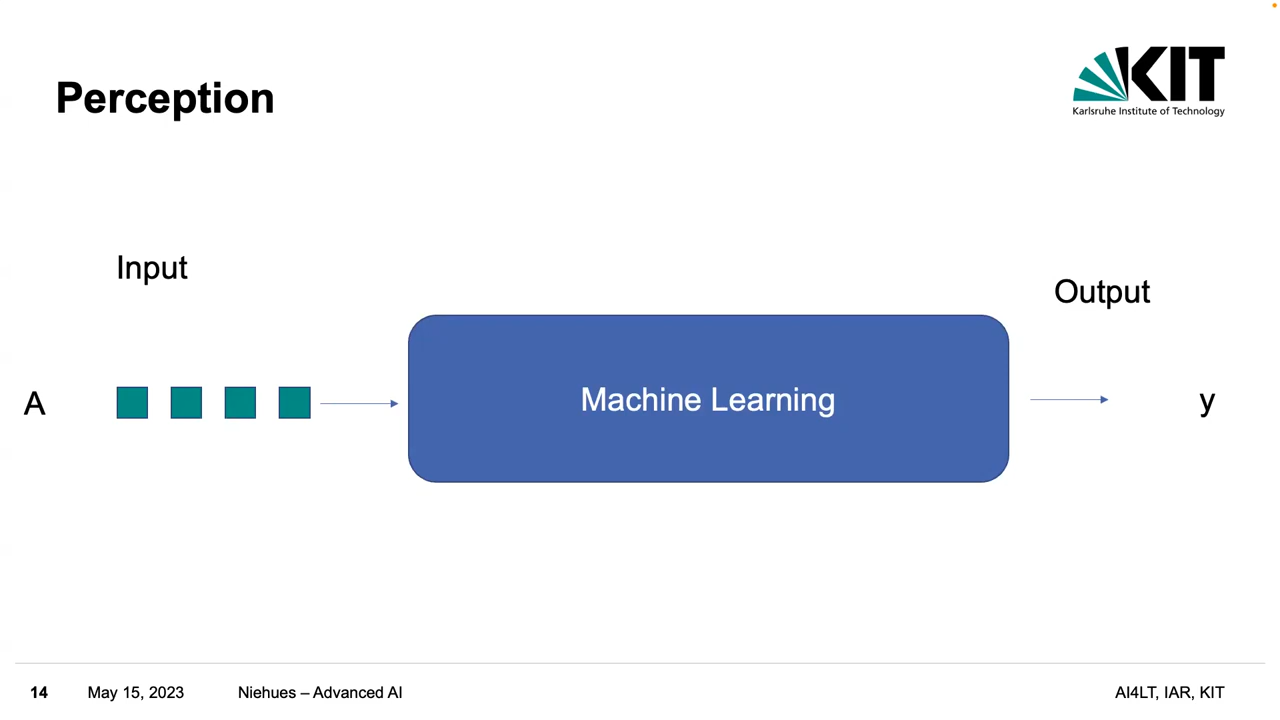 Perception
KIT
Karlsruhe Institute of Technology
Input
Output
A
Machine Learning
y
14 May 15, 2023 Niehues – Advanced AI AI4LT, IAR, KIT